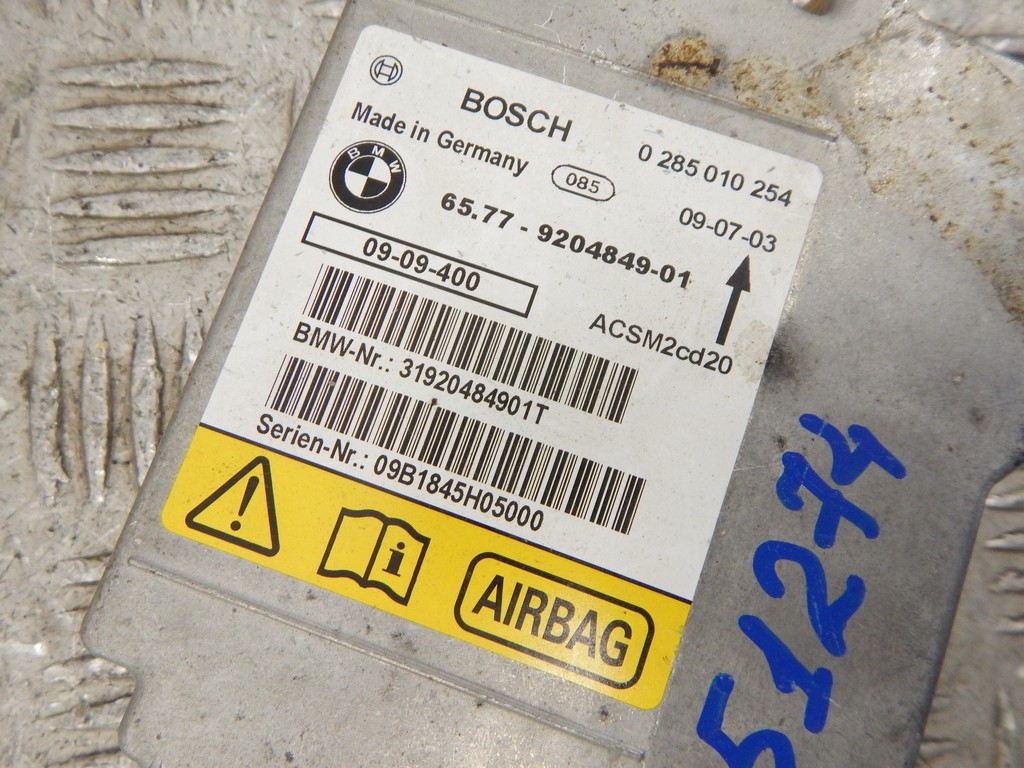 BOSCH
0 285 010 254
Made in Germany
085
09-07-03
BMW
65.77 - 9204849-01
09-09-400
ACSM2cd20
BMW-Nr.: 31920484901T
Serien-Nr.: 09B1845H05000
i
AIRBAG
51274